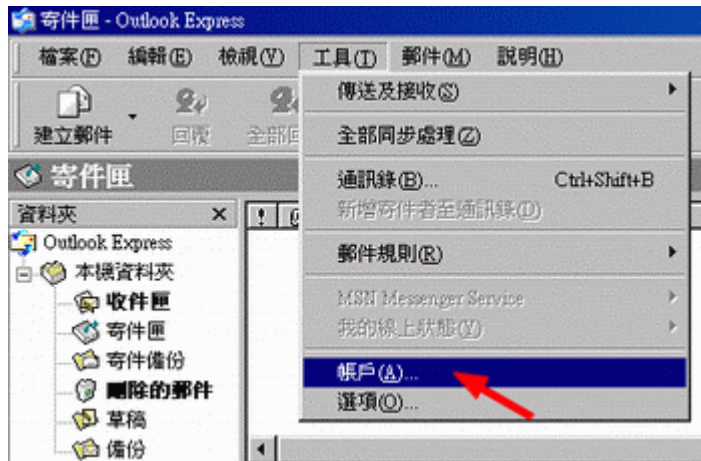 寄件匣 - Outlook Express
檔案(F) 編輯(E) 檢視(V) 工具(T) 郵件(M) 說明(H)
建立郵件 回覆 全部回
傳送及接收(S)
全部同步處理(Z)
通訊錄(B)... Ctrl+Shift+B
新增寄件者至通訊錄(D)
郵件規則(R)
MSN Messenger Service
我的線上狀態(Y)
帳戶(A)...
選項(O)...
寄件匣
資料夾
Outlook Express
本機資料夾
收件匣
寄件匣
寄件備份
刪除的郵件
草稿
備份